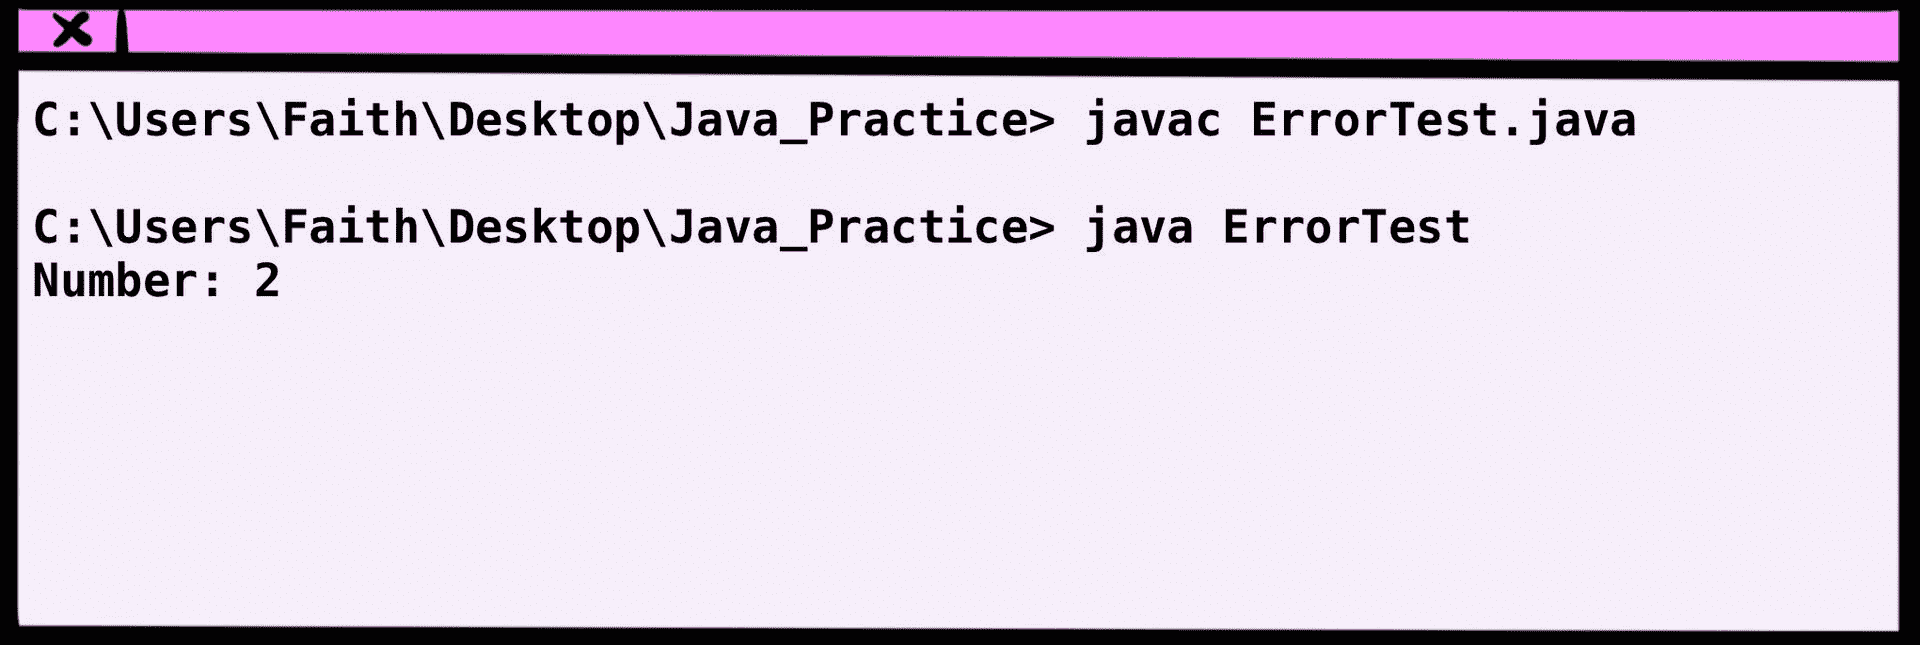 C:\Users\Faith\Desktop\Java_Practice> javac ErrorTest.java
C:\Users\Faith\Desktop\Java_Practice> java ErrorTest
Number: 2